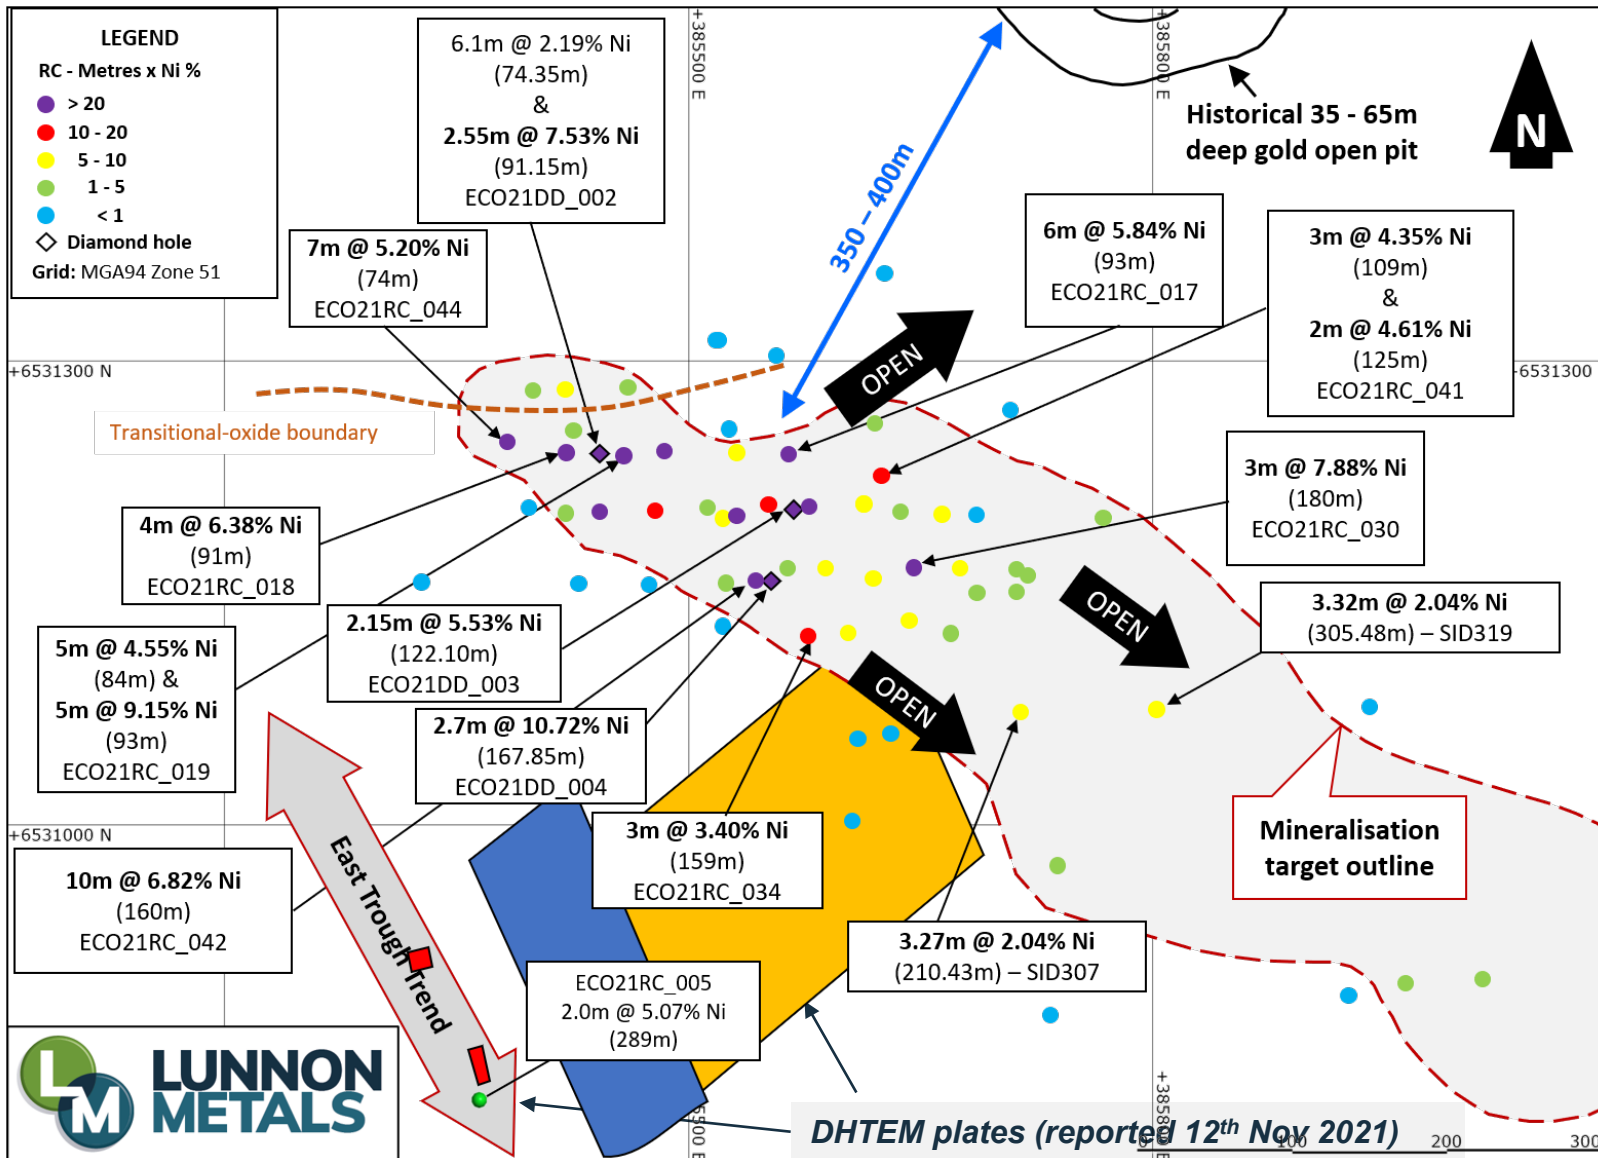 LEGEND
RC - Metres x Ni %
> 20
10 - 20
5 - 10
1 - 5
< 1
Diamond hole
Grid: MGA94 Zone 51
6.1m @ 2.19% Ni
(74.35m)
&
2.55m @ 7.53% Ni
(91.15m)
ECO21DD_002
+385500 E
+385800 E
Historical 35 - 65m
deep gold open pit
N
350 – 400m
7m @ 5.20% Ni
(74m)
ECO21RC_044
6m @ 5.84% Ni
(93m)
ECO21RC_017
3m @ 4.35% Ni
(109m)
&
2m @ 4.61% Ni
(125m)
ECO21RC_041
+6531300 N
6531300
OPEN
Transitional-oxide boundary
3m @ 7.88% Ni
(180m)
ECO21RC_030
4m @ 6.38% Ni
(91m)
ECO21RC_018
2.15m @ 5.53% Ni
(122.10m)
ECO21DD_003
OPEN
3.32m @ 2.04% Ni
(305.48m) – SID319
5m @ 4.55% Ni
(84m) &
5m @ 9.15% Ni
(93m)
ECO21RC_019
OPEN
2.7m @ 10.72% Ni
(167.85m)
ECO21DD_004
+6531000 N
3m @ 3.40% Ni
(159m)
ECO21RC_034
Mineralisation
target outline
10m @ 6.82% Ni
(160m)
ECO21RC_042
East Trough Trend
3.27m @ 2.04% Ni
(210.43m) – SID307
ECO21RC_005
2.0m @ 5.07% Ni
(289m)
LM
LUNNON
METALS
DHTEM plates (reported 12th Nov 2021)
+385800 E
5500 E
0 100 200 300